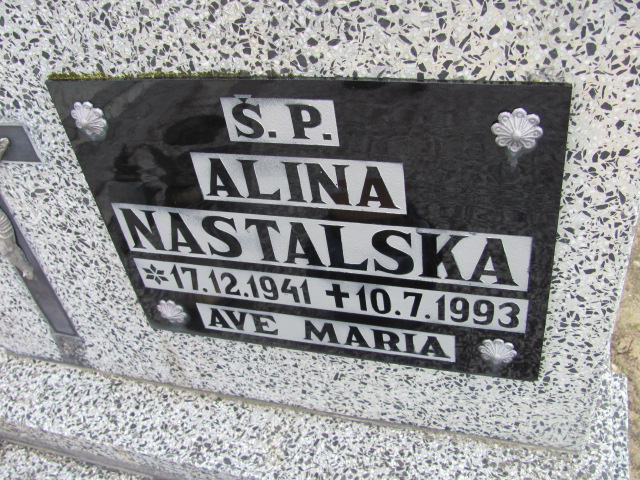 Ś.P.
ALINA
NASTALSKA
* 17.12.1941 + 10.7.1993
AVE MARIA